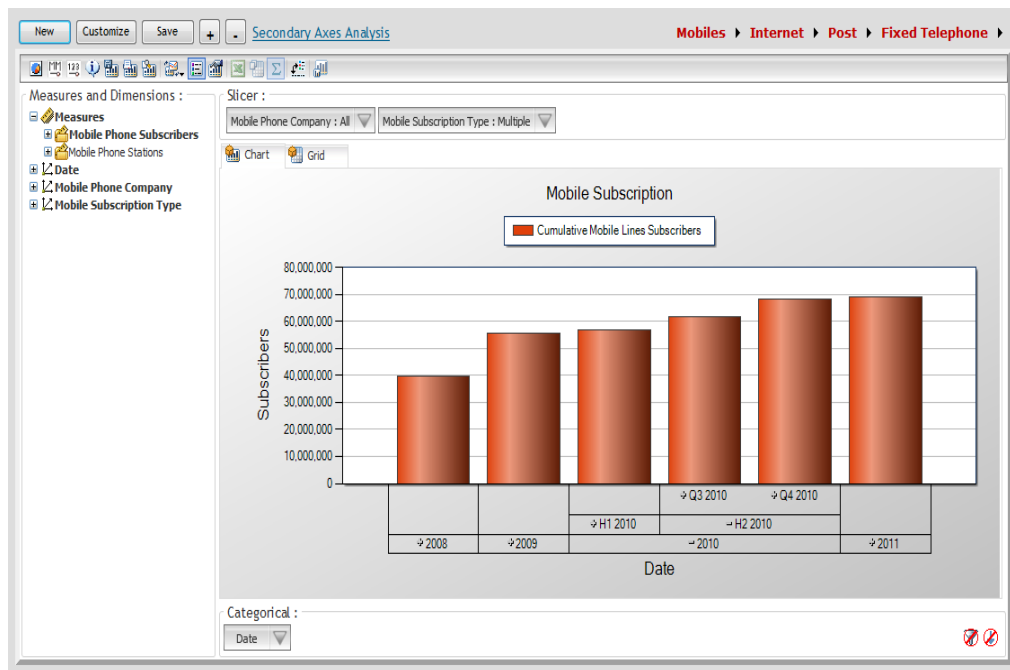 New Customize Save + - Secondary Axes Analysis Mobiles Internet Post Fixed Telephone
Measures and Dimensions :
Measures
Mobile Phone Subscribers
Mobile Phone Stations
Date
Mobile Phone Company
Mobile Subscription Type
Slicer :
Mobile Phone Company : All Mobile Subscription Type : Multiple
Chart Grid
Mobile Subscription
Cumulative Mobile Lines Subscribers
Subscribers
80,000,000
70,000,000
60,000,000
50,000,000
40,000,000
30,000,000
20,000,000
10,000,000
0
Q3 2010 Q4 2010
H1 2010 H2 2010
2008 2009 2010 2011
Date
Categorical :
Date